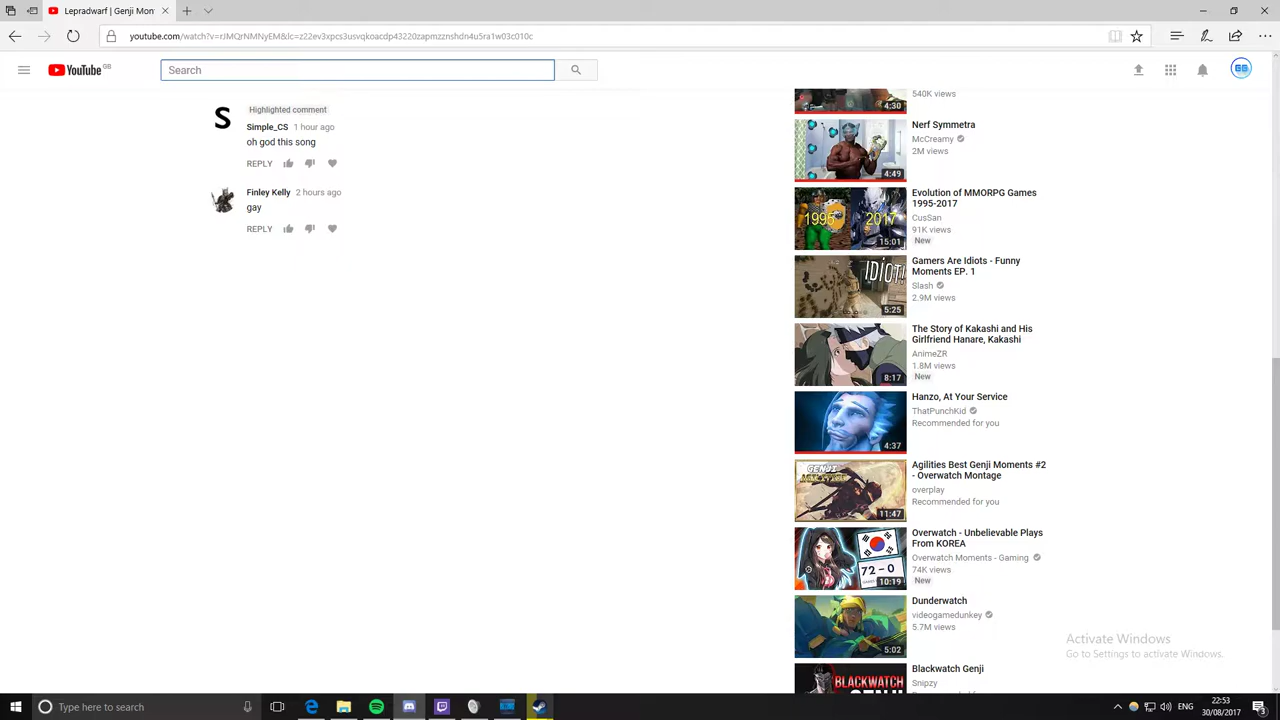 Lepradwarf | Genji Mon
youtube.com/watch?v=rJMQrNMNyEM&lc=z22ev3xpcs3usvqkoacdp43220zapmzznshdn4u5ra1w03c010c
YouTube GB
Search
Highlighted comment
Simple_CS 1 hour ago
oh god this song
REPLY
Finley Kelly 2 hours ago
gay
REPLY
540K views
4:30
Nerf Symmetra
McCreamy
2M views
4:49
Evolution of MMORPG Games
1995-2017
CusSan
91K views
New
1995 2017
15:01
Gamers Are Idiots - Funny
Moments EP. 1
Slash
2.9M views
IDIOT!
5:25
The Story of Kakashi and His
Girlfriend Hanare, Kakashi
AnimeZR
1.8M views
New
8:17
Hanzo, At Your Service
ThatPunchKid
Recommended for you
4:37
Agilities Best Genji Moments #2
- Overwatch Montage
overplay
Recommended for you
GENJI
11:47
Overwatch - Unbelievable Plays
From KOREA
Overwatch Moments - Gaming
74K views
New
72 - 0
10:19
Dunderwatch
videogamedunkey
5.7M views
5:02
Blackwatch Genji
Snipzy
BLACKWATCH
Activate Windows
Go to Settings to activate Windows.
Type here to search
ENG
22:53
30/08/2017